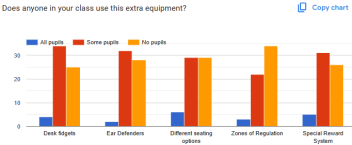 Does anyone in your class use this extra equipment?
Copy chart
All pupils Some pupils No pupils
30
20
10
0
Desk fidgets Ear Defenders Different seating options Zones of Regulation Special Reward System